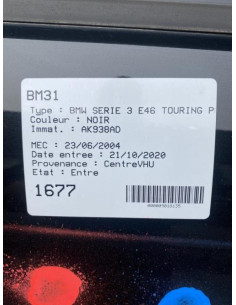 BM31
Type : BMW SERIE 3 E46 TOURING P
Couleur : NOIR
Immat. : AK938AD
MEC : 23/06/2004
Date entree : 21/10/2020
Provenance : CentreVHU
Etat : Entre
1677